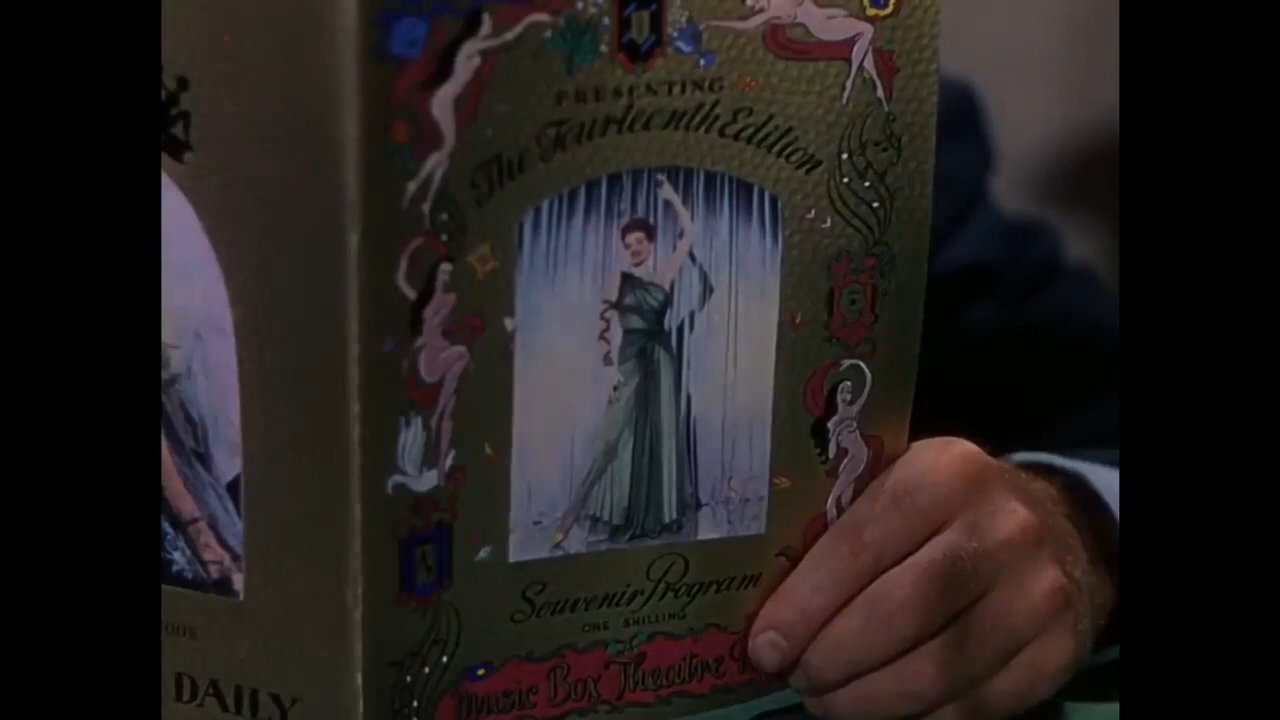 PRESENTING
The Fourteenth Edition
Souvenir Program
ONE SHILLING
Music Box Theatre
DAILY